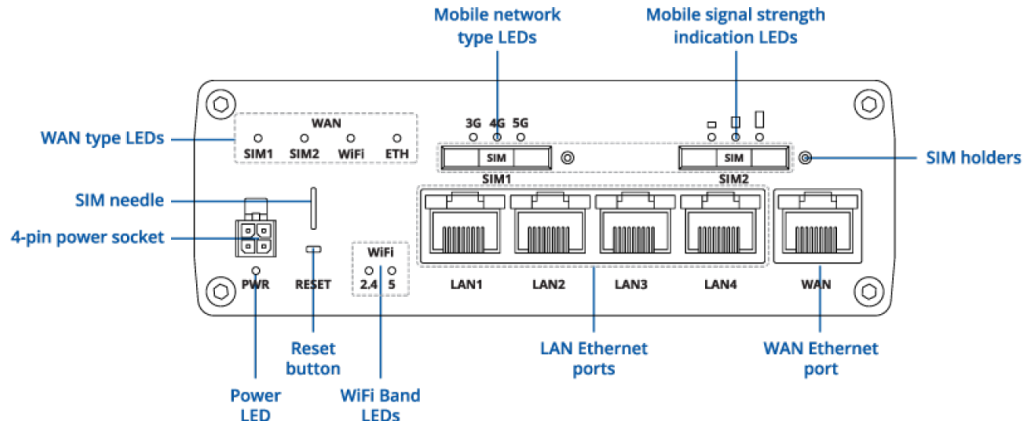 Mobile network
type LEDs
Mobile signal strength
indication LEDs
WAN type LEDs
WAN
SIM1 SIM2 WiFi ETH
3G 4G 5G
SIM
SIM1
SIM
SIM2
SIM holders
SIM needle
4-pin power socket
PWR
RESET
WiFi
2.4 5
LAN1 LAN2 LAN3 LAN4 WAN
Reset
button
LAN Ethernet
ports
WAN Ethernet
port
Power
LED
WiFi Band
LEDs